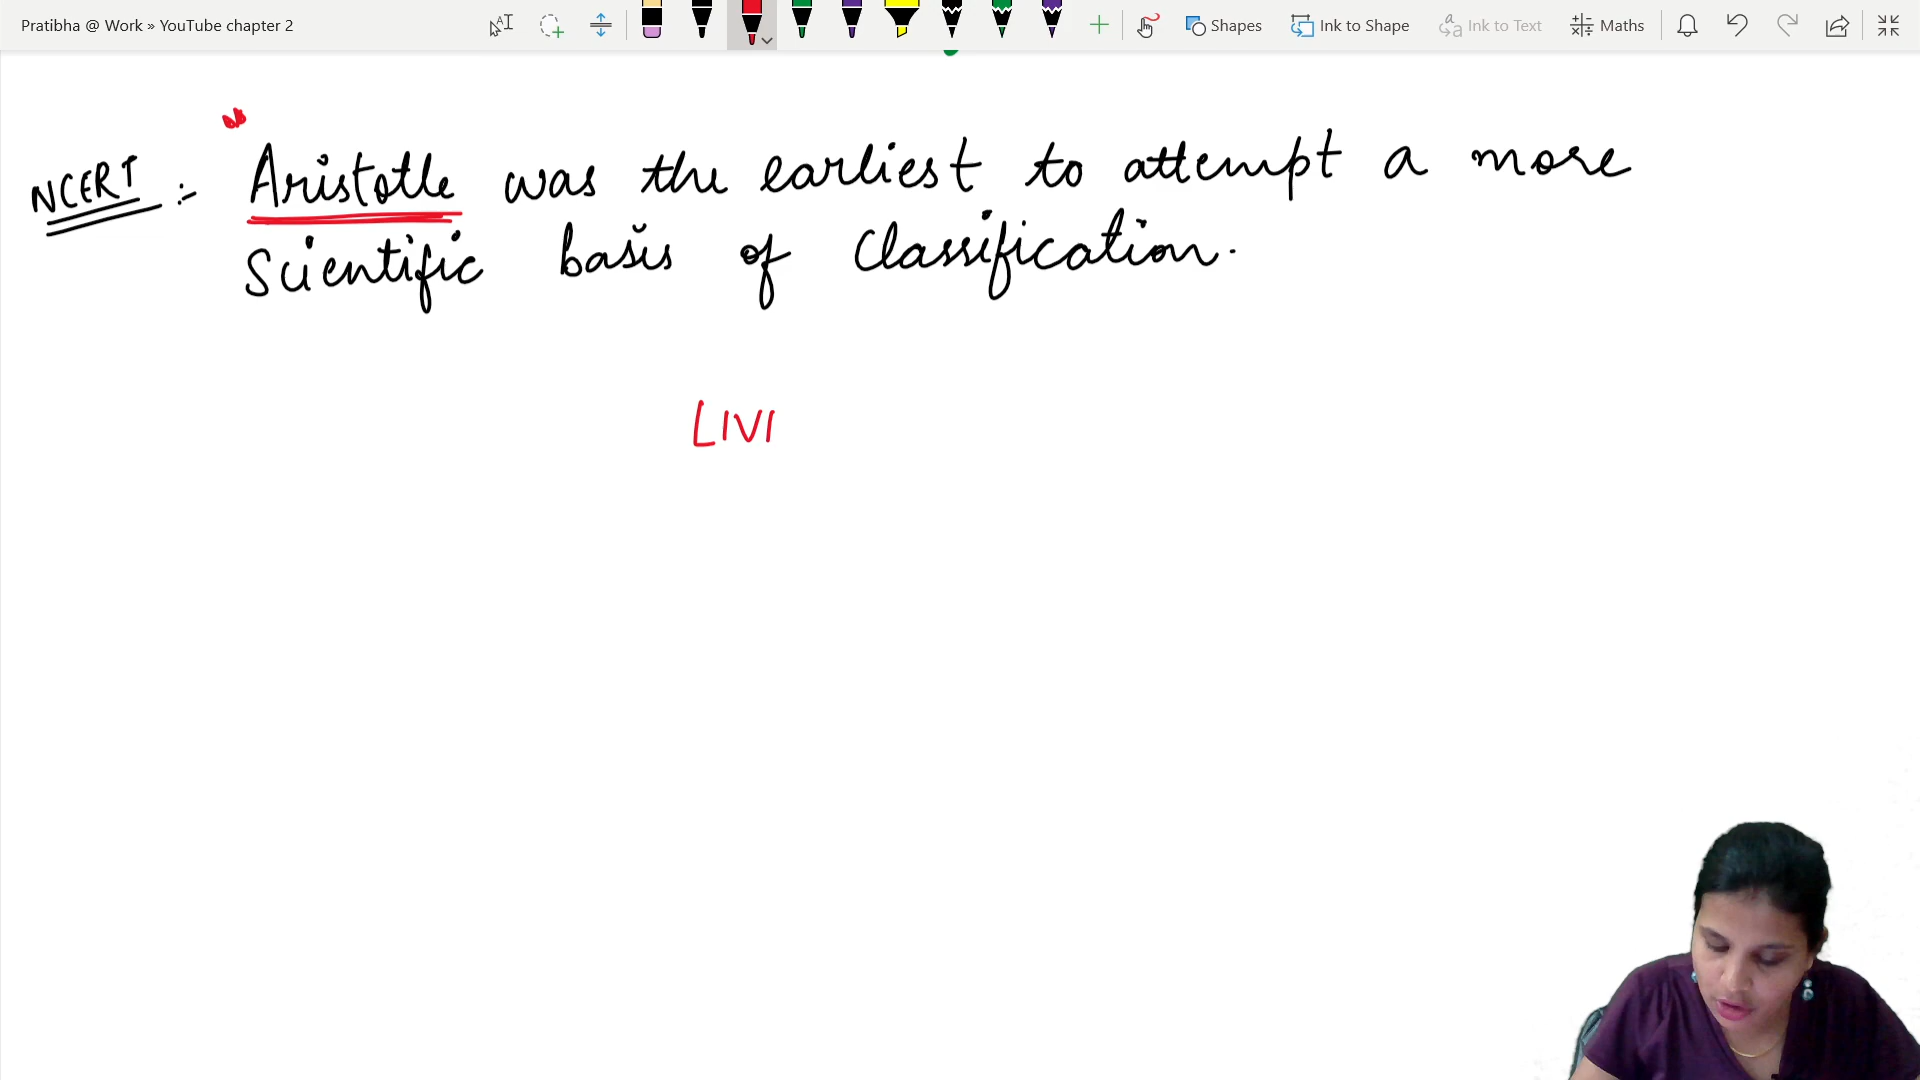 Pratibha @ Work » YouTube chapter 2
Shapes
Ink to Shape
Ink to Text
Maths
NCERT :- Aristotle was the earliest to attempt a more
Scientific basis of Classification.
LIVI